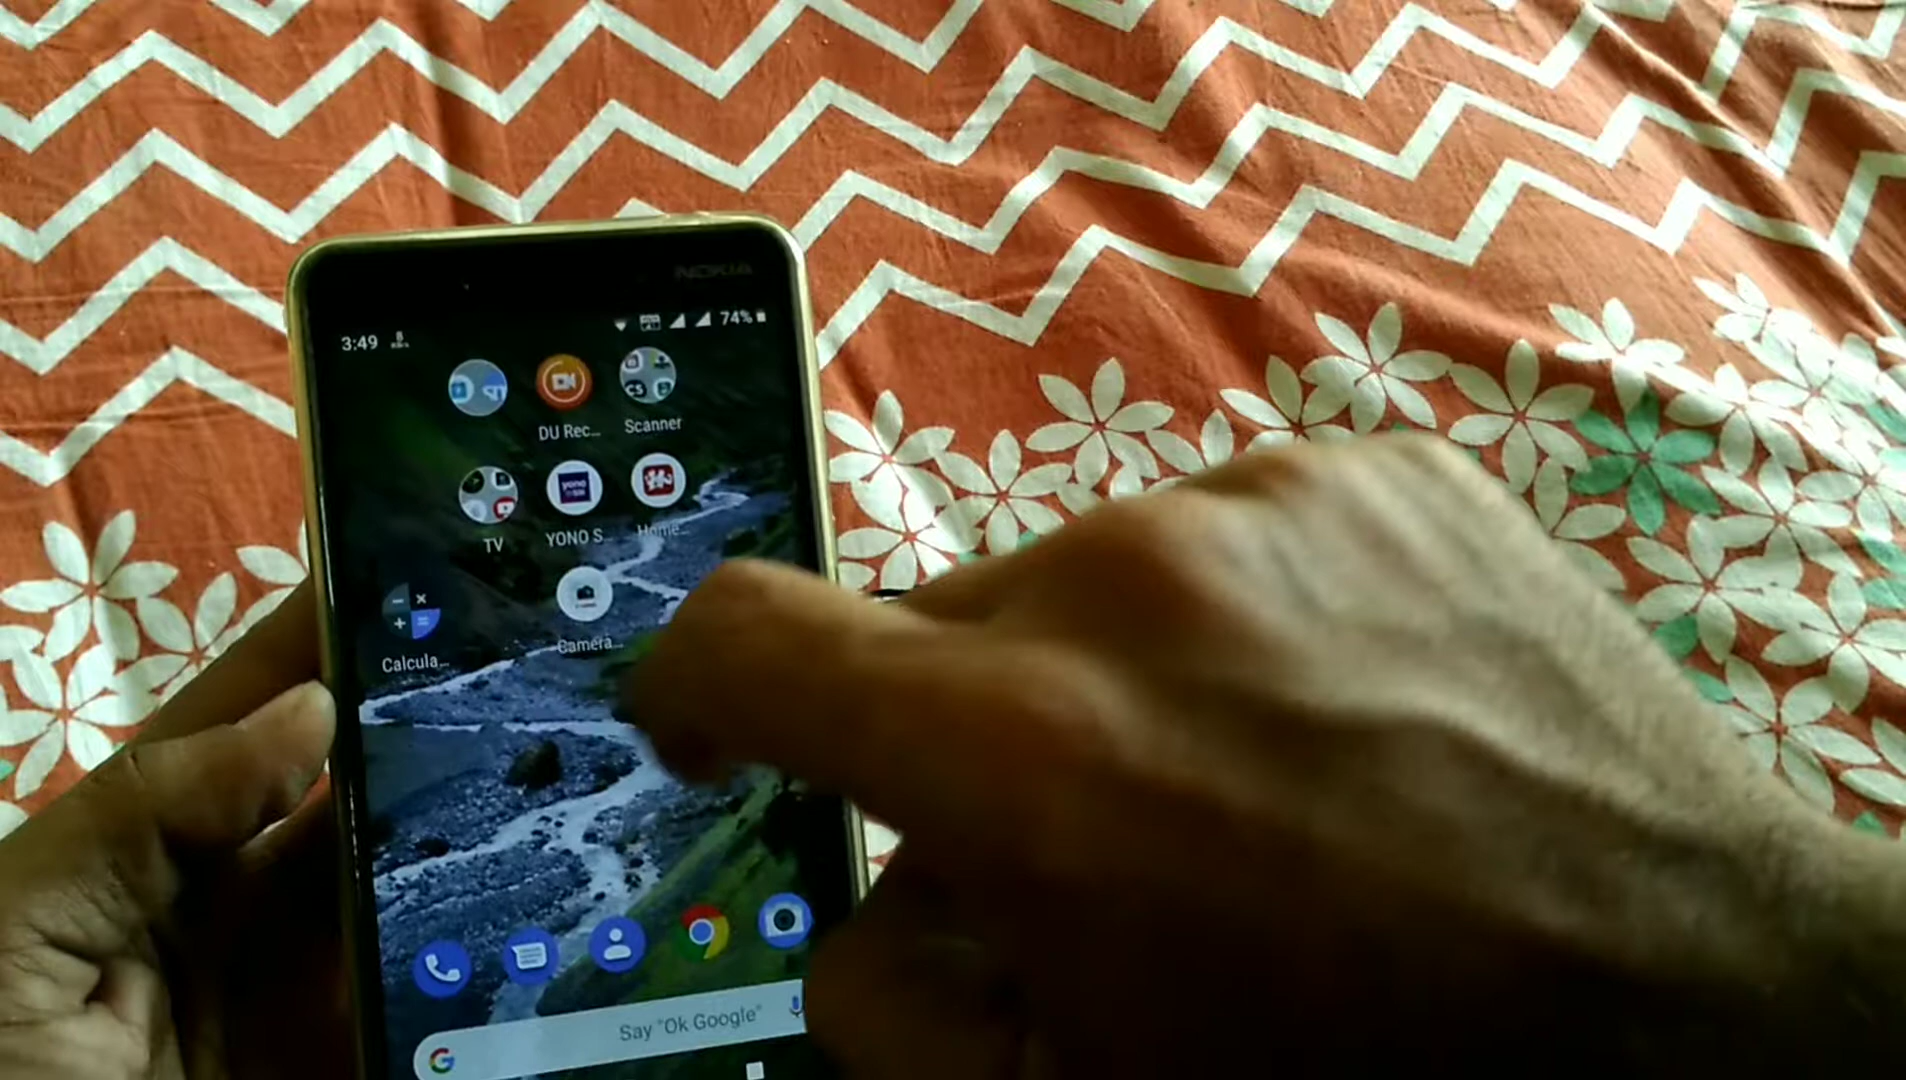 NOKIA
3:49
74%
DU Rec...
Scanner
TV
YONO S...
Home...
Calcula...
Camera...
Say "Ok Google"